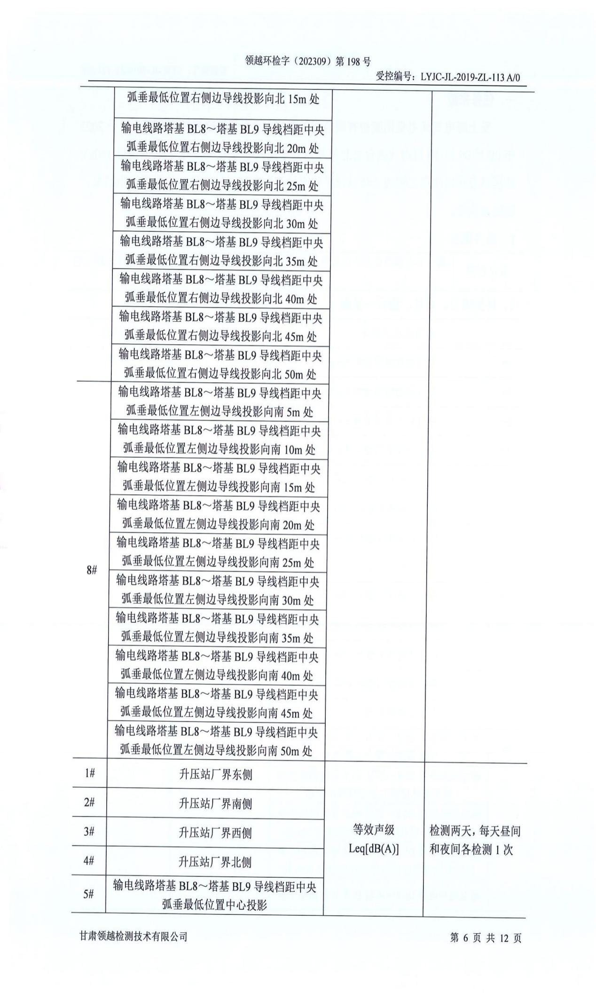 领越环检字（202309）第 198 号
受控编号：LYJC-JL-2019-ZL-113 A/0
弧垂最低位置右侧边导线投影向北 15m 处
输电线路塔基 BL8～塔基 BL9 导线档距中央
弧垂最低位置右侧边导线投影向北 20m 处
输电线路塔基 BL8～塔基 BL9 导线档距中央
弧垂最低位置右侧边导线投影向北 25m 处
输电线路塔基 BL8～塔基 BL9 导线档距中央
弧垂最低位置右侧边导线投影向北 30m 处
输电线路塔基 BL8～塔基 BL9 导线档距中央
弧垂最低位置右侧边导线投影向北 35m 处
输电线路塔基 BL8～塔基 BL9 导线档距中央
弧垂最低位置右侧边导线投影向北 40m 处
输电线路塔基 BL8～塔基 BL9 导线档距中央
弧垂最低位置右侧边导线投影向北 45m 处
输电线路塔基 BL8～塔基 BL9 导线档距中央
弧垂最低位置右侧边导线投影向北 50m 处
8#
输电线路塔基 BL8～塔基 BL9 导线档距中央
弧垂最低位置左侧边导线投影向南 5m 处
输电线路塔基 BL8～塔基 BL9 导线档距中央
弧垂最低位置左侧边导线投影向南 10m 处
输电线路塔基 BL8～塔基 BL9 导线档距中央
弧垂最低位置左侧边导线投影向南 15m 处
输电线路塔基 BL8～塔基 BL9 导线档距中央
弧垂最低位置左侧边导线投影向南 20m 处
输电线路塔基 BL8～塔基 BL9 导线档距中央
弧垂最低位置左侧边导线投影向南 25m 处
输电线路塔基 BL8～塔基 BL9 导线档距中央
弧垂最低位置左侧边导线投影向南 30m 处
输电线路塔基 BL8～塔基 BL9 导线档距中央
弧垂最低位置左侧边导线投影向南 35m 处
输电线路塔基 BL8～塔基 BL9 导线档距中央
弧垂最低位置左侧边导线投影向南 40m 处
输电线路塔基 BL8～塔基 BL9 导线档距中央
弧垂最低位置左侧边导线投影向南 45m 处
输电线路塔基 BL8～塔基 BL9 导线档距中央
弧垂最低位置左侧边导线投影向南 50m 处
1#
升压站厂界东侧
2#
升压站厂界南侧
3#
升压站厂界西侧
4#
升压站厂界北侧
5#
输电线路塔基 BL8～塔基 BL9 导线档距中央
弧垂最低位置中心投影
等效声级
Leq[dB(A)]
检测两天，每天昼间
和夜间各检测 1 次
甘肃领越检测技术有限公司
第 6 页 共 12 页